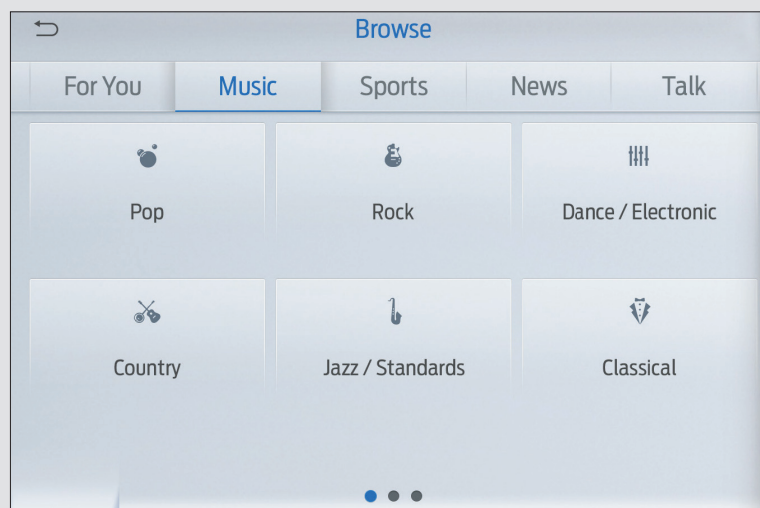 Browse
For You Music Sports News Talk
Pop Rock Dance / Electronic
Country Jazz / Standards Classical